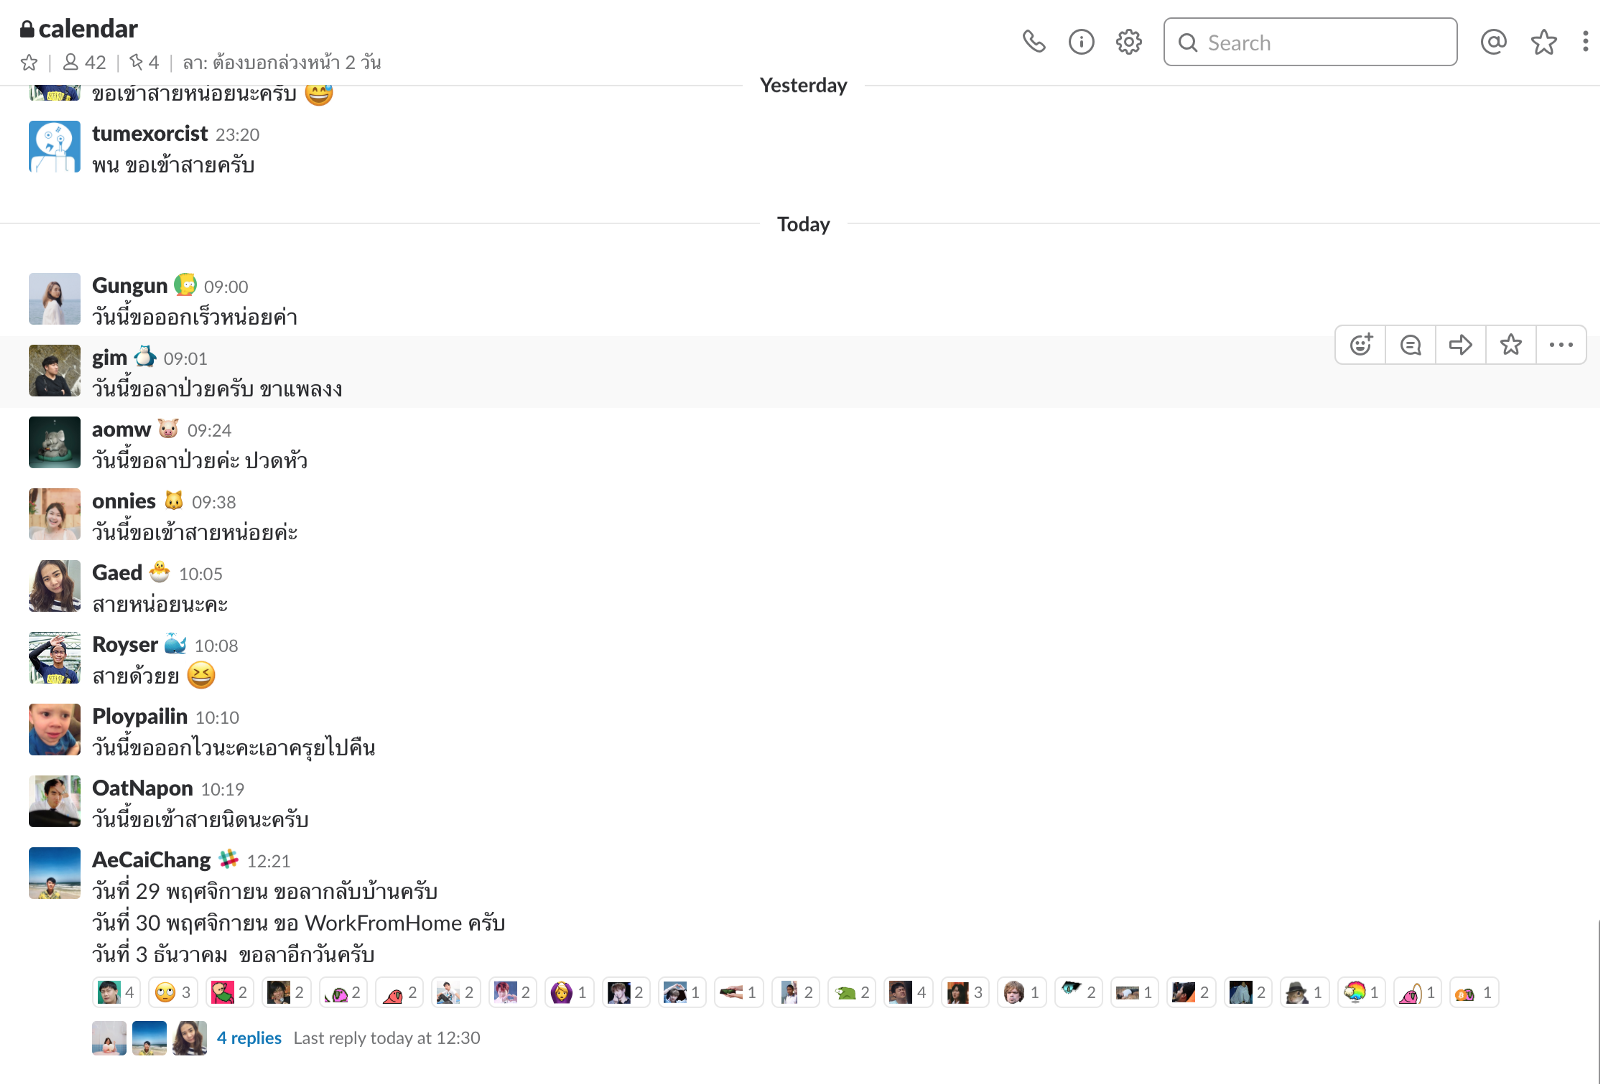 calendar
42 | 4 | ลา: ต้องบอกล่วงหน้า 2 วัน
Search
Yesterday
ขอเข้าสายหน่อยนะครับ 😅
tumexorcist 23:20
พน ขอเข้าสายครับ
Today
Gungun 09:00
วันนี้ขอออกเร็วหน่อยค่า
gim 09:01
วันนี้ขอลาป่วยครับ ขาแพลงง
aomw 🐷 09:24
วันนี้ขอลาป่วยค่ะ ปวดหัว
onnies 🐱 09:38
วันนี้ขอเข้าสายหน่อยค่ะ
Gaed 🐣 10:05
สายหน่อยนะคะ
Royser 🐳 10:08
สายด้วยย 😆
Ploypailin 10:10
วันนี้ขอออกไวนะคะเอาครุยไปคืน
OatNapon 10:19
วันนี้ขอเข้าสายนิดนะครับ
AeCaiChang 12:21
วันที่ 29 พฤศจิกายน ขอลากลับบ้านครับ
วันที่ 30 พฤศจิกายน ขอ WorkFromHome ครับ
วันที่ 3 ธันวาคม ขอลาอีกวันครับ
4 3 2 2 2 2 2 2 1 2 1 1 2 2 4 3 1 2 1 2 2 1 1 1 1
4 replies Last reply today at 12:30